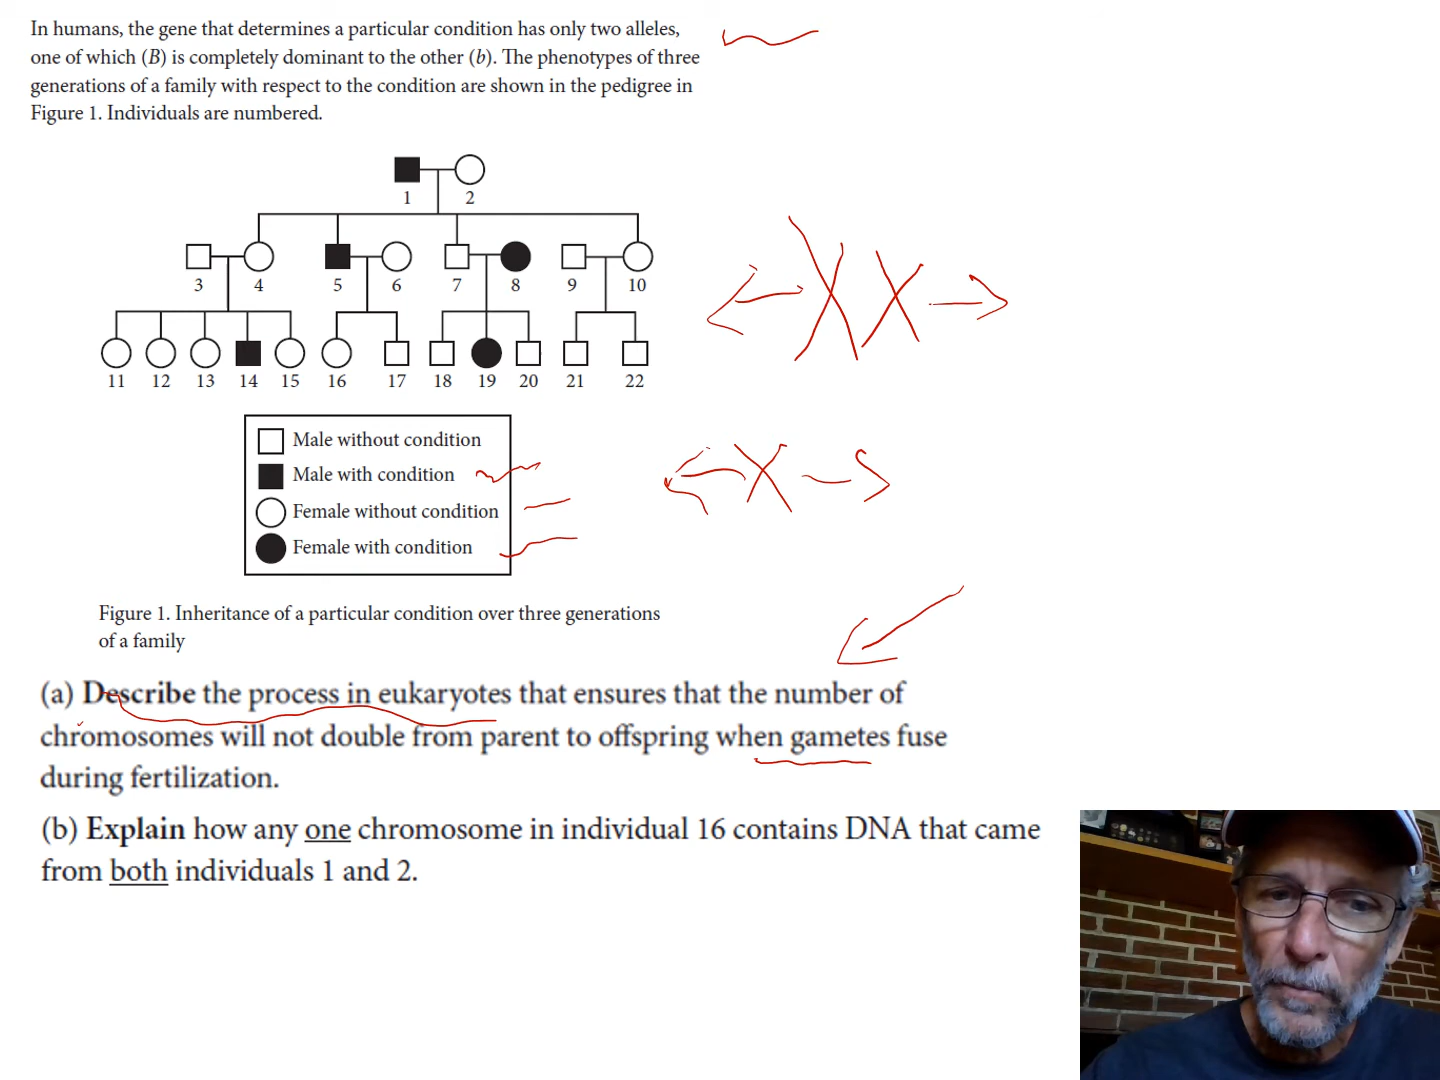 In humans, the gene that determines a particular condition has only two alleles,
one of which (B) is completely dominant to the other (b). The phenotypes of three
generations of a family with respect to the condition are shown in the pedigree in
Figure 1. Individuals are numbered.
1 2
3 4 5 6 7 8 9 10
11 12 13 14 15 16 17 18 19 20 21 22
Male without condition
Male with condition
Female without condition
Female with condition
Figure 1. Inheritance of a particular condition over three generations
of a family
(a) Describe the process in eukaryotes that ensures that the number of
chromosomes will not double from parent to offspring when gametes fuse
during fertilization.
(b) Explain how any one chromosome in individual 16 contains DNA that came
from both individuals 1 and 2.